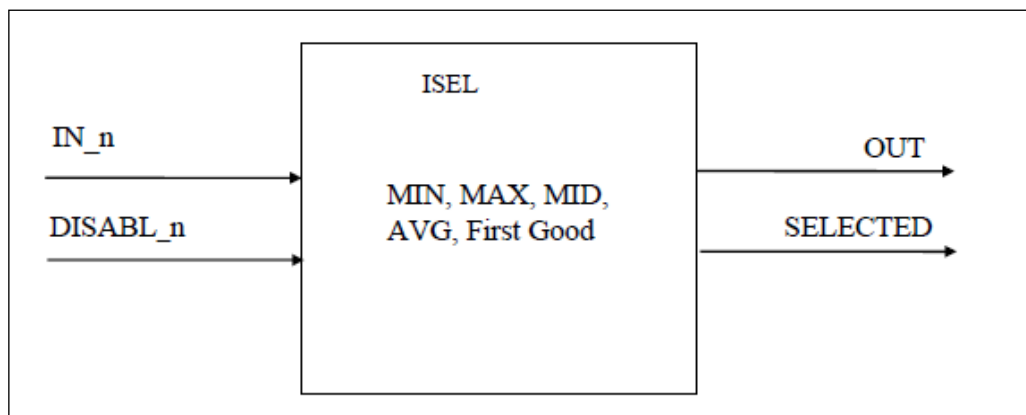 ISEL
IN_n
DISABL_n
MIN, MAX, MID,
AVG, First Good
OUT
SELECTED